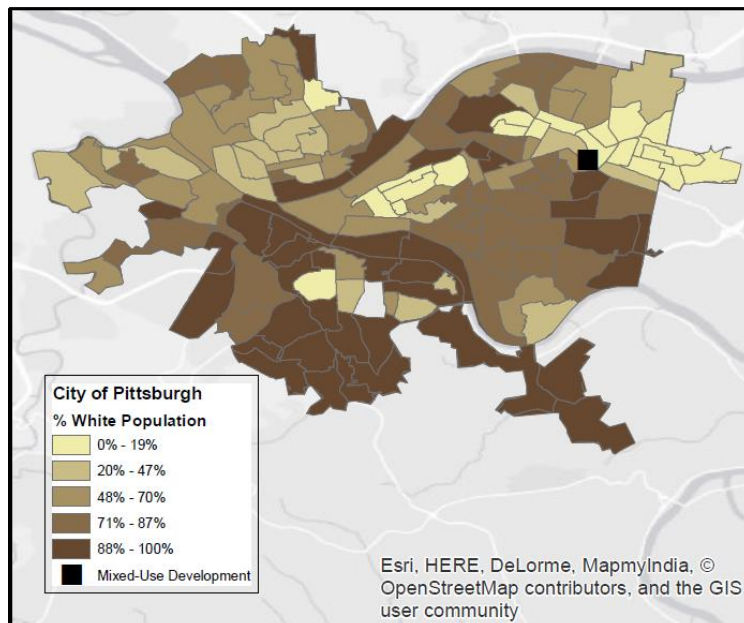 City of Pittsburgh
% White Population
0% - 19%
20% - 47%
48% - 70%
71% - 87%
88% - 100%
Mixed-Use Development
Esri, HERE, DeLorme, MapmyIndia, ©
OpenStreetMap contributors, and the GIS
user community